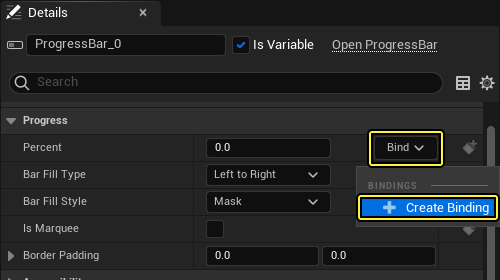 Details
ProgressBar_0
Is Variable
Open ProgressBar
Search
Progress
Percent
0.0
Bind
Bar Fill Type
Left to Right
BINDINGS
Bar Fill Style
Mask
Create Binding
Is Marquee
Border Padding
0.0
0.0